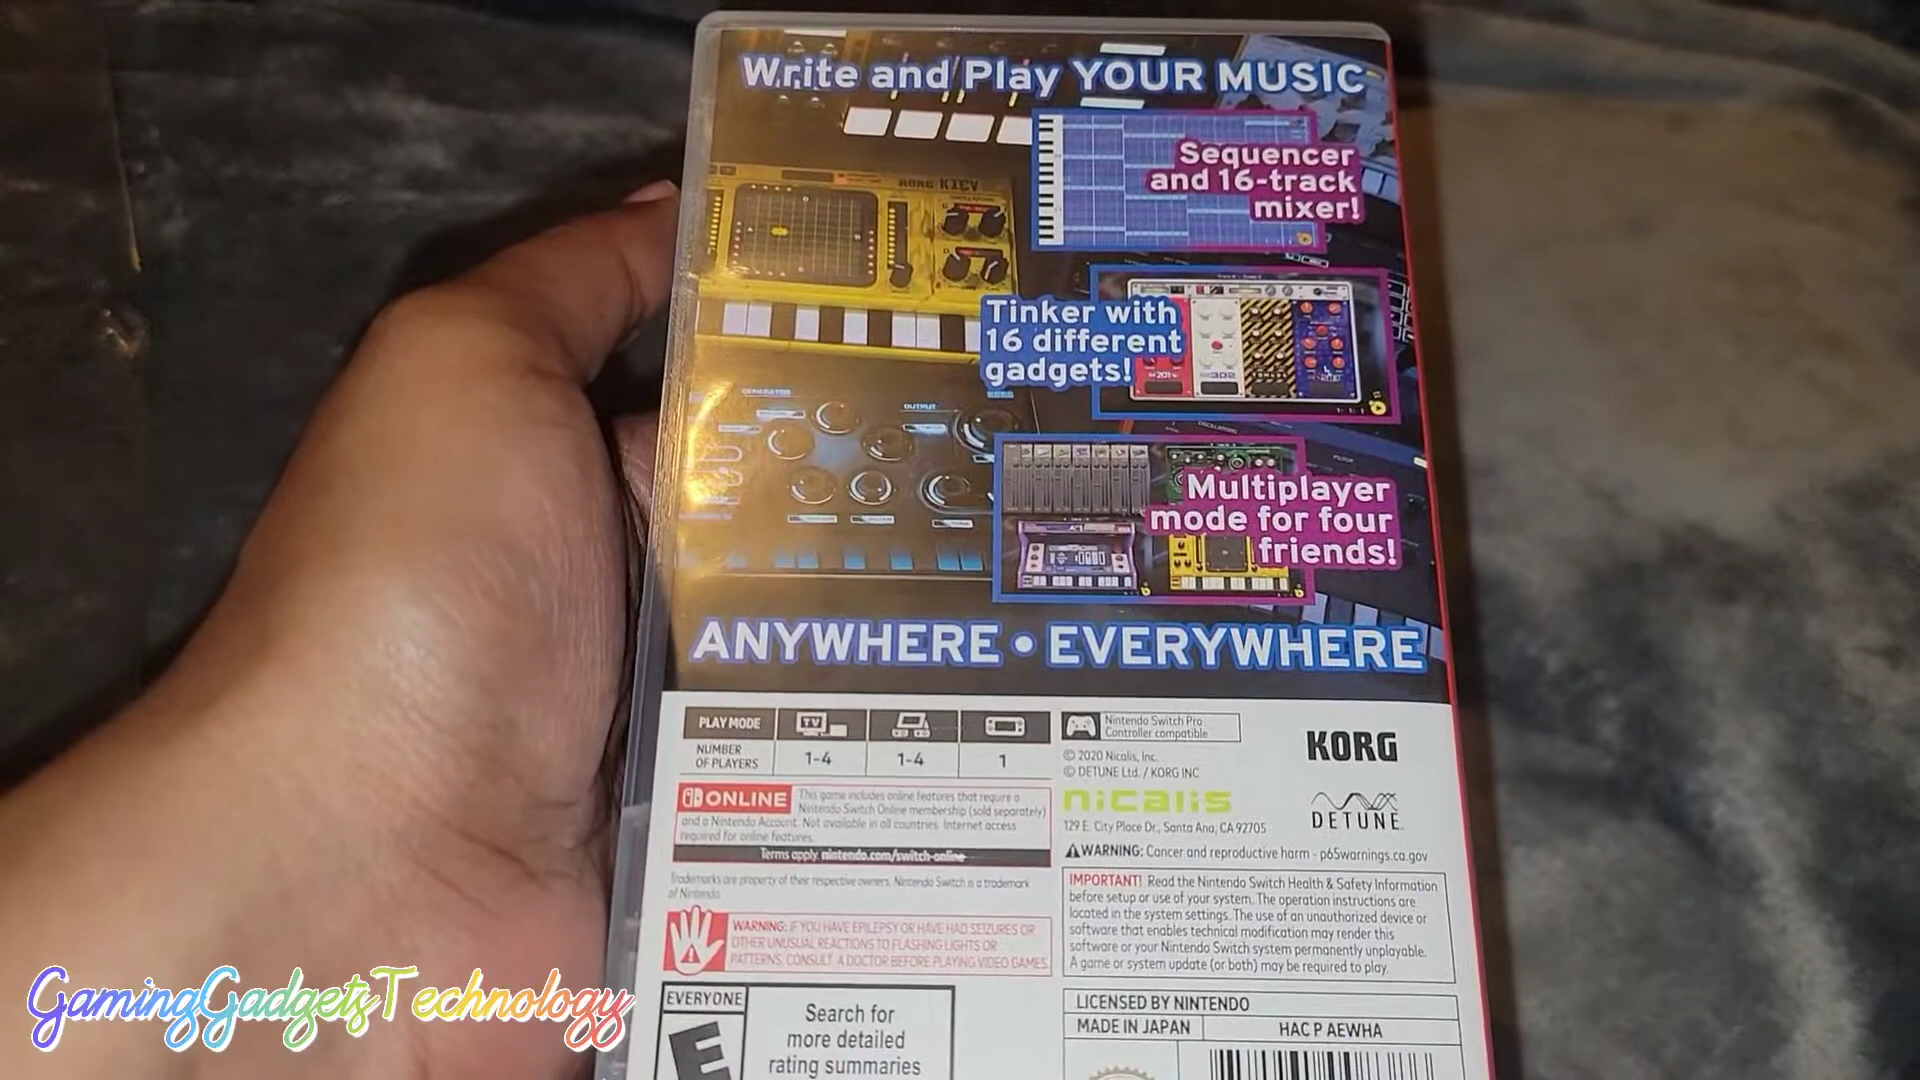 Write and Play YOUR MUSIC
Sequencer
and 16-track
mixer!
KORG KIEV
Tinker with
16 different
gadgets!
GENERATOR
OUTPUT
KORG
Multiplayer
mode for four
friends!
ANYWHERE • EVERYWHERE
PLAY MODE
TV
NUMBER
OF PLAYERS
1-4
1-4
1
Nintendo Switch Pro
Controller compatible
© 2020 Nicalis, Inc.
© DETUNE Ltd. / KORG INC.
KORG
nicalis
DETUNE
129 E. City Place Dr., Santa Ana, CA 92705
ONLINE
This game includes online features that require a
Nintendo Switch Online membership (sold separately)
and a Nintendo Account. Not available in all countries. Internet access
required for online features.
Terms apply. nintendo.com/switch-online
Trademarks are property of their respective owners. Nintendo Switch is a trademark
of Nintendo.
WARNING: Cancer and reproductive harm - p65warnings.ca.gov
WARNING: IF YOU HAVE EPILEPSY OR HAVE HAD SEIZURES OR
OTHER UNUSUAL REACTIONS TO FLASHING LIGHTS OR
PATTERNS, CONSULT A DOCTOR BEFORE PLAYING VIDEO GAMES.
IMPORTANT! Read the Nintendo Switch Health & Safety Information
before setup or use of your system. The operation instructions are
located in the system settings. The use of an unauthorized device or
software that enables technical modification may render this
software or your Nintendo Switch system permanently unplayable.
A game or system update (or both) may be required to play.
EVERYONE
E
Search for
more detailed
rating summaries
LICENSED BY NINTENDO
MADE IN JAPAN
HAC P AEWHA
GamingGadgetsTechnology